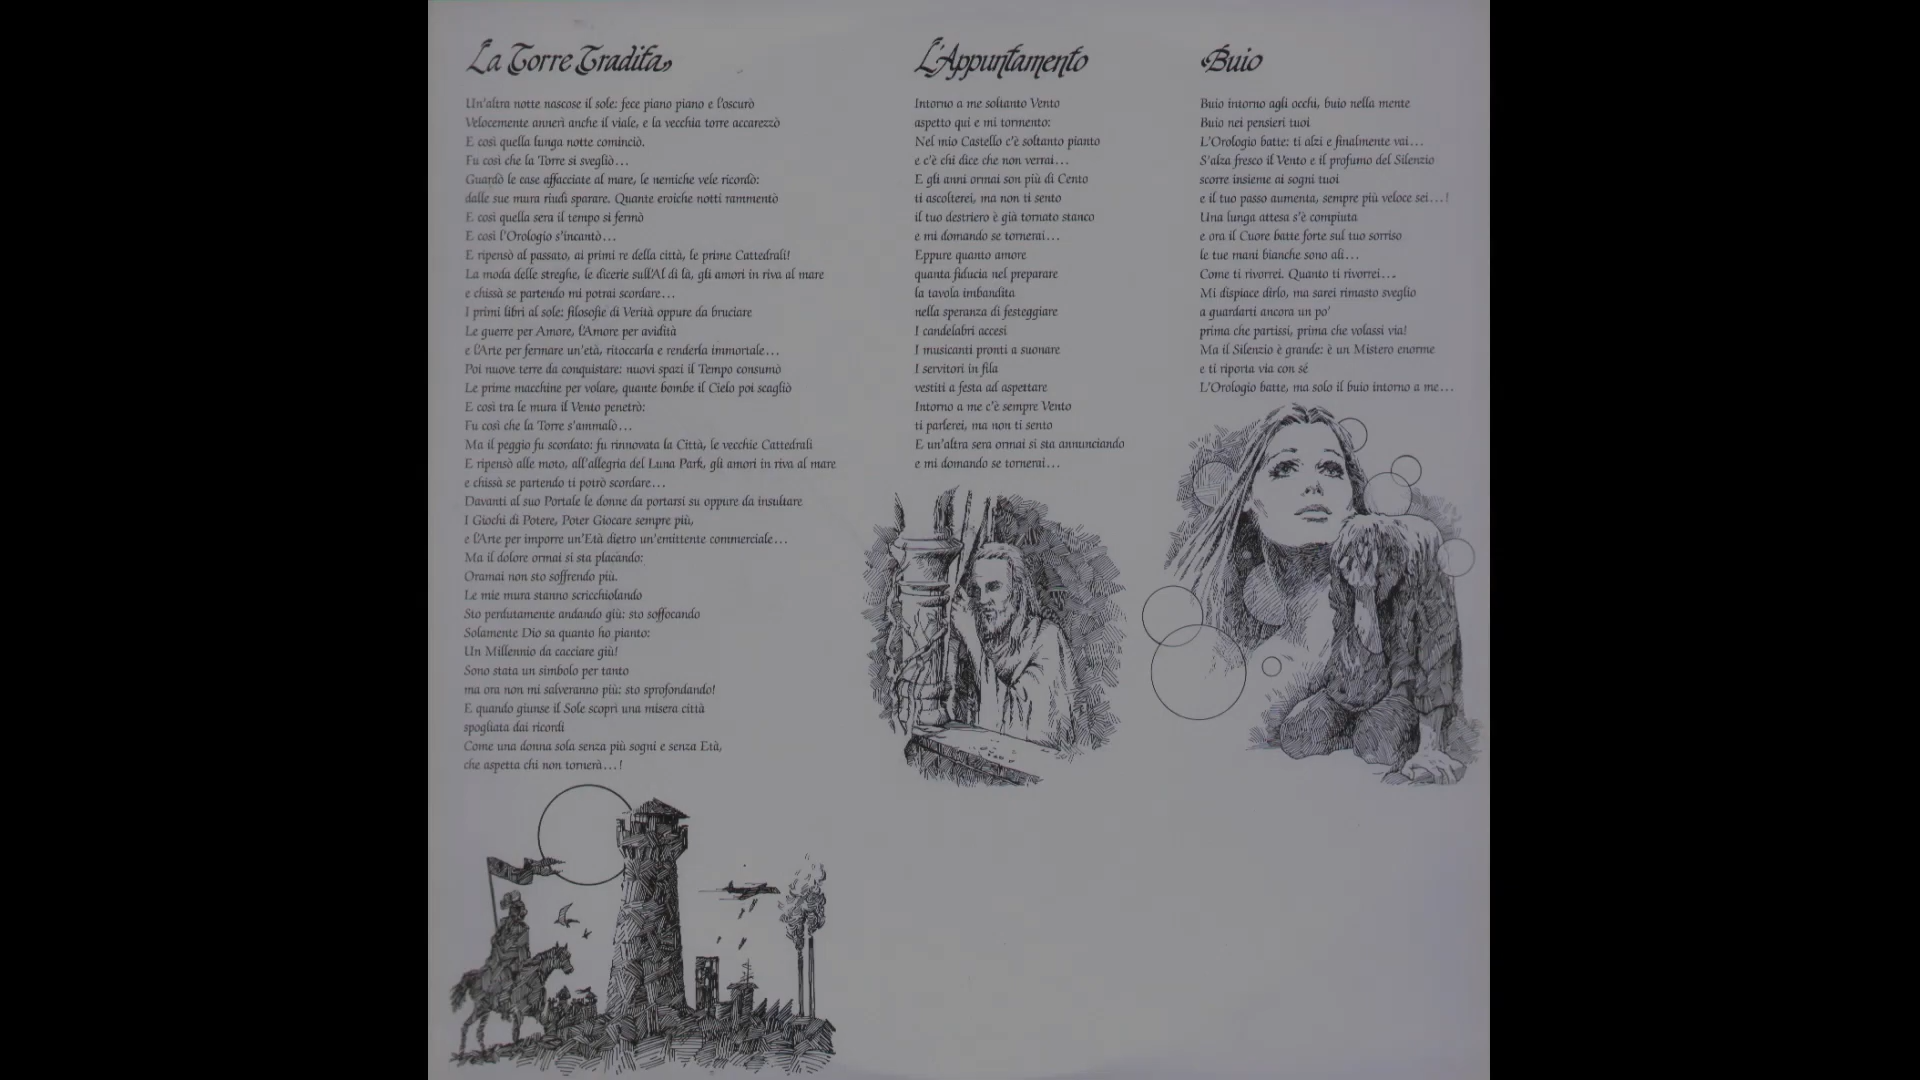 La Torre Tradita
Un'altra notte nascose il sole: fece piano piano e l'oscurò
Velocemente annerì anche il viale, e la vecchia torre accarezzò
E così quella lunga notte cominciò.
Fu così che la Torre si svegliò...
Guardò le case affacciate al mare, le nemiche vele ricordò:
dalle sue mura riudì sparare. Quante eroiche notti rammentò
E così quella sera il tempo si fermò
E così l'Orologio s'incantò...
E ripensò al passato, ai primi re della città, le prime Cattedrali!
La moda delle streghe, le dicerie sull'Al di là, gli amori in riva al mare
e chissà se partendo mi potrai scordare...
I primi libri al sole: filosofie di Verità oppure da bruciare
Le guerre per Amore, l'Amore per avidità
e l'Arte per fermare un'età, ritoccarla e renderla immortale...
Poi nuove terre da conquistare: nuovi spazi il Tempo consumò
Le prime macchine per volare, quante bombe il Cielo poi scagliò
E così tra le mura il Vento penetrò:
Fu così che la Torre s'ammalò...
Ma il peggio fu scordato: fu rinnovata la Città, le vecchie Cattedrali
E ripensò alle moto, all'allegria del Luna Park, gli amori in riva al mare
e chissà se partendo ti potrò scordare...
Davanti al suo Portale le donne da portarsi su oppure da insultare
I Giochi di Potere, Poter Giocare sempre più,
e l'Arte per imporre un'Età dietro un'emittente commerciale...
Ma il dolore ormai si sta placando:
Oramai non sto soffrendo più.
Le mie mura stanno scricchiolando
Sto perdutamente andando giù: sto soffocando
Solamente Dio sa quanto ho pianto:
Un Millennio da cacciare giù!
Sono stata un simbolo per tanto
ma ora non mi salveranno più: sto sprofondando!
E quando giunse il Sole scoprì una misera città
spogliata dai ricordi
Come una donna sola senza più sogni e senza Età,
che aspetta chi non tornerà...!
L'Appuntamento
Intorno a me soltanto Vento
aspetto qui e mi tormento:
Nel mio Castello c'è soltanto pianto
e c'è chi dice che non verrai...
E gli anni ormai son più di Cento
ti ascolterei, ma non ti sento
il tuo destriero è già tornato stanco
e mi domando se tornerai...
Eppure quanto amore
quanta fiducia nel preparare
la tavola imbandita
nella speranza di festeggiare
I candelabri accesi
I musicanti pronti a suonare
I servitori in fila
vestiti a festa ad aspettare
Intorno a me c'è sempre Vento
ti parlerei, ma non ti sento
E un'altra sera ormai si sta annunciando
e mi domando se tornerai...
Buio
Buio intorno agli occhi, buio nella mente
Buio nei pensieri tuoi
L'Orologio batte: ti alzi e finalmente vai...
S'alza fresco il Vento e il profumo del Silenzio
scorre insieme ai sogni tuoi
e il tuo passo aumenta, sempre più veloce sei...!
Una lunga attesa s'è compiuta
e ora il Cuore batte forte sul tuo sorriso
le tue mani bianche sono ali...
Come ti rivorrei. Quanto ti rivorrei...
Mi dispiace dirlo, ma sarei rimasto sveglio
a guardarti ancora un po'
prima che partissi, prima che volassi via!
Ma il Silenzio è grande: è un Mistero enorme
e ti riporta via con sé
L'Orologio batte, ma solo il buio intorno a me...